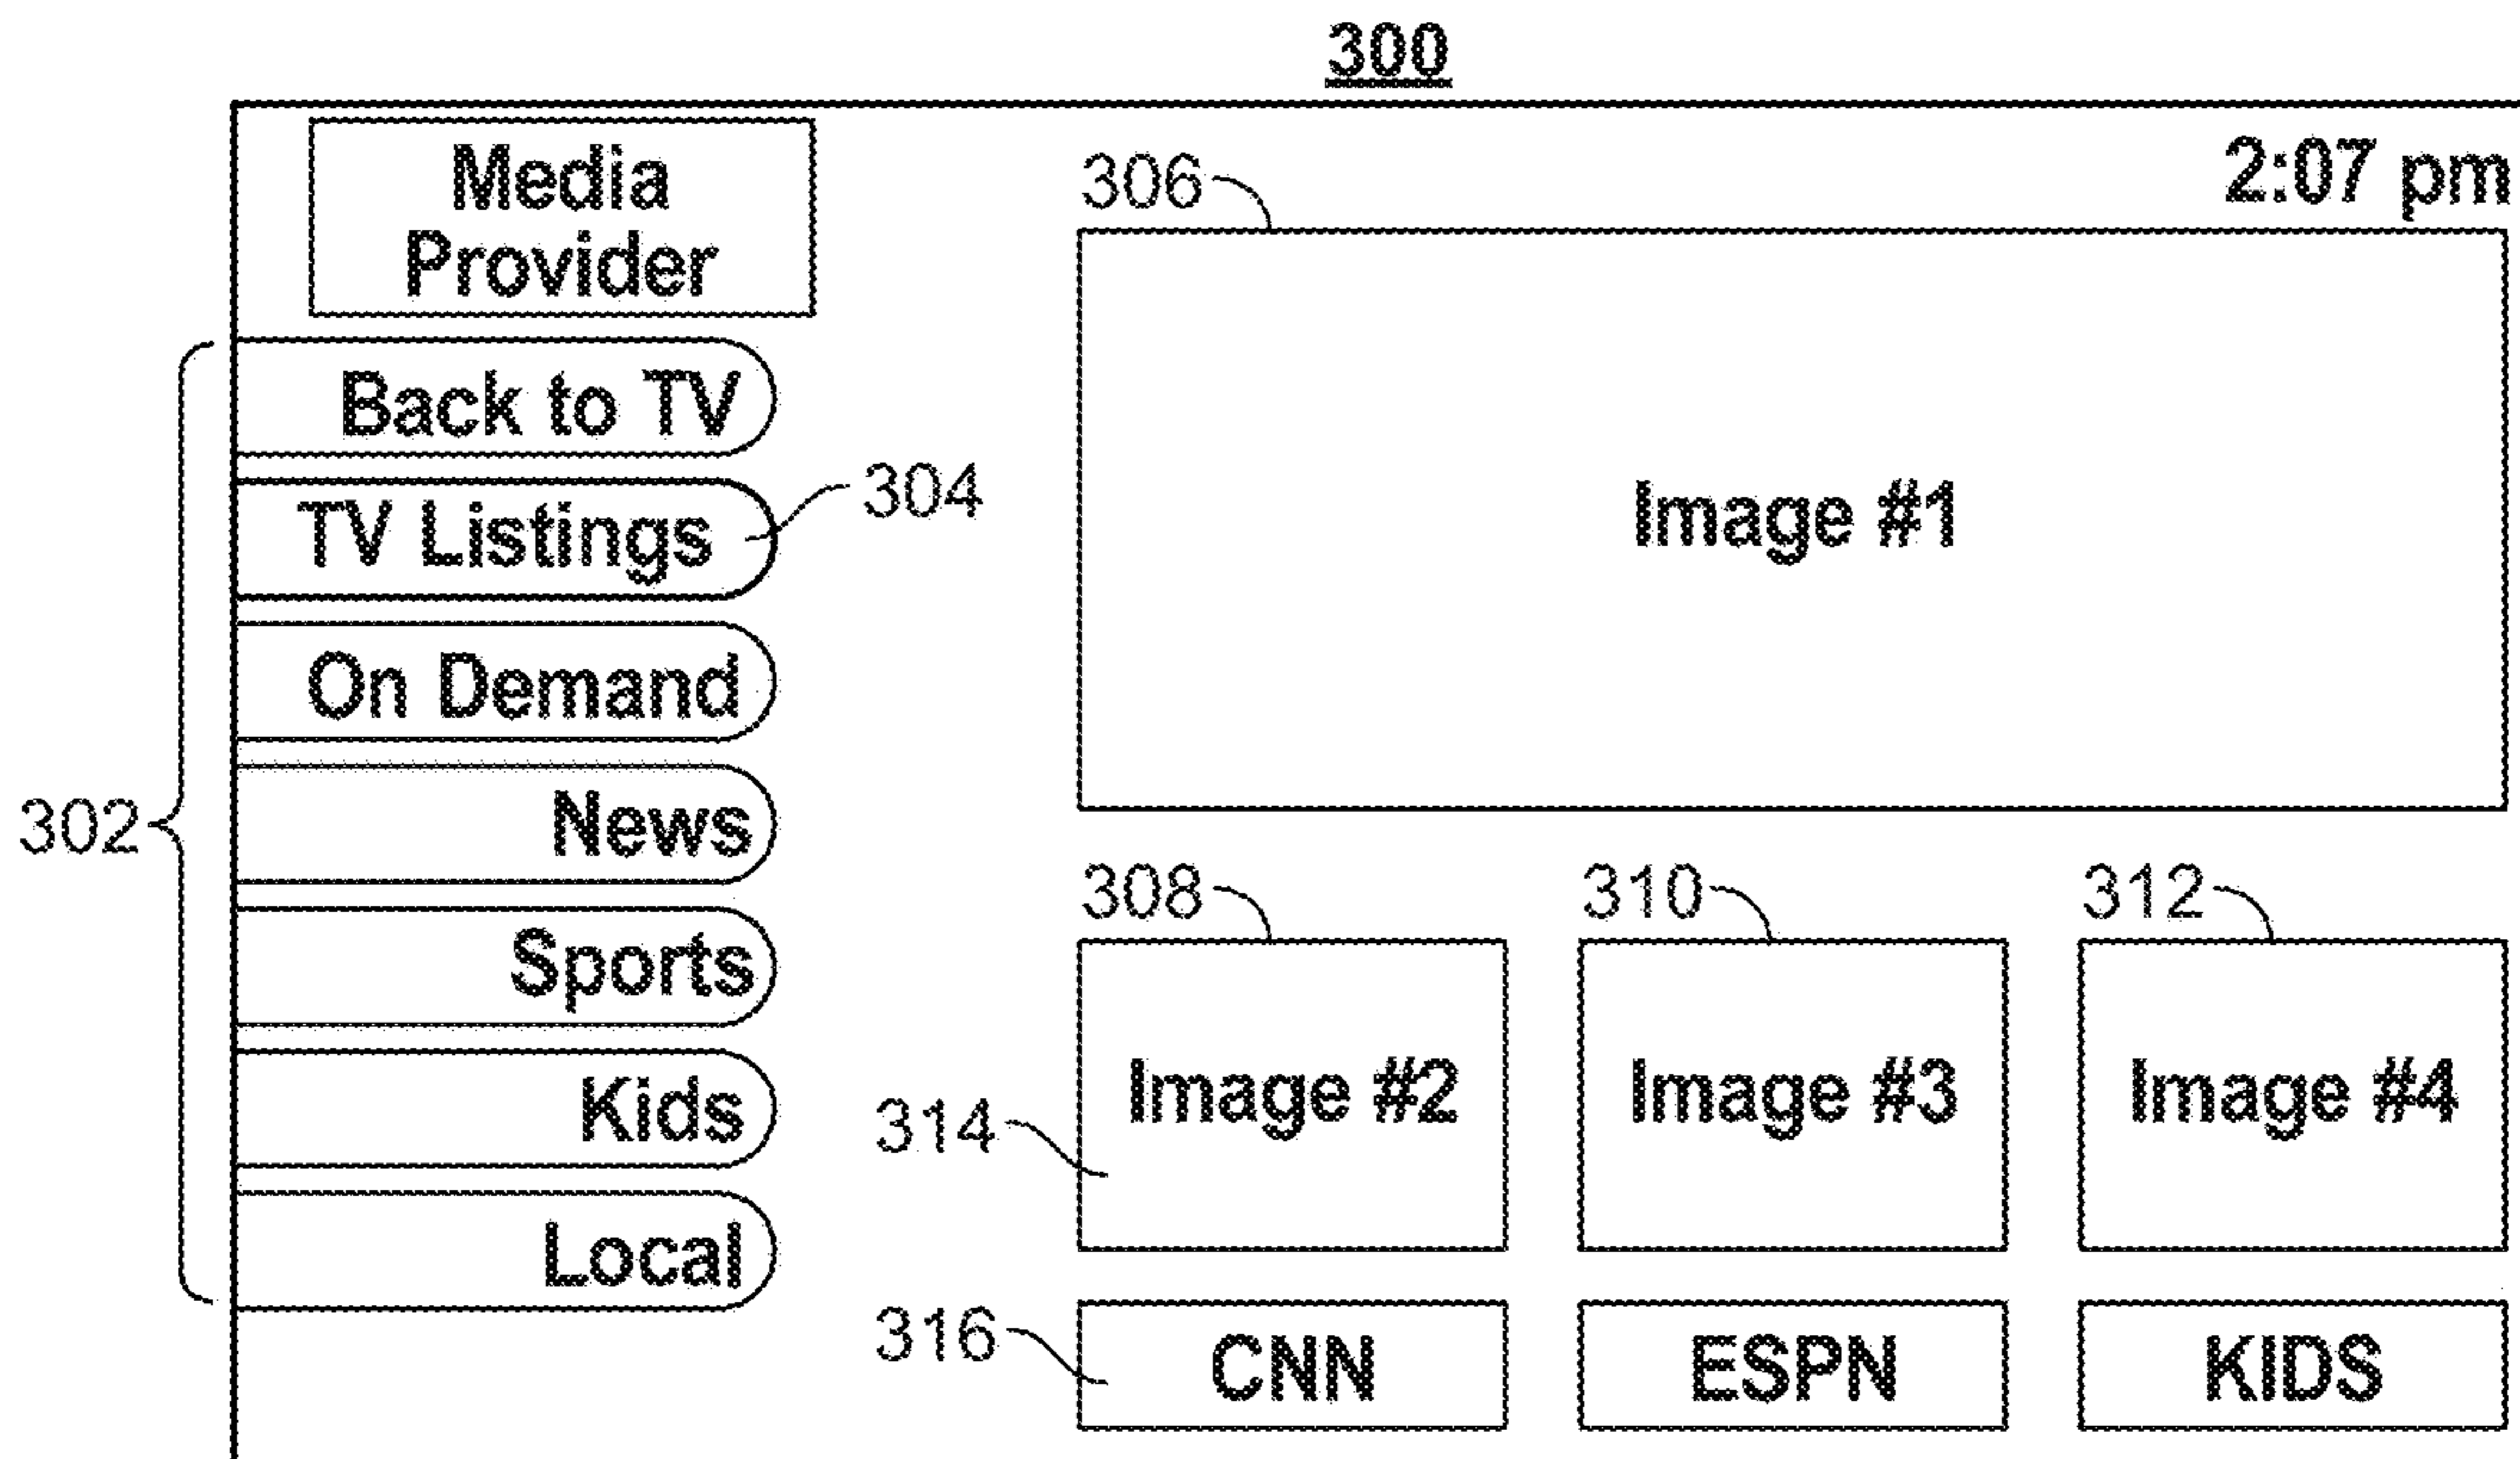 300
Media
Provider
2:07 pm
306
Back to TV
TV Listings
304
Image #1
On Demand
302
News
308
310
312
Sports
Kids
314
Image #2
Image #3
Image #4
Local
316
CNN
ESPN
KIDS